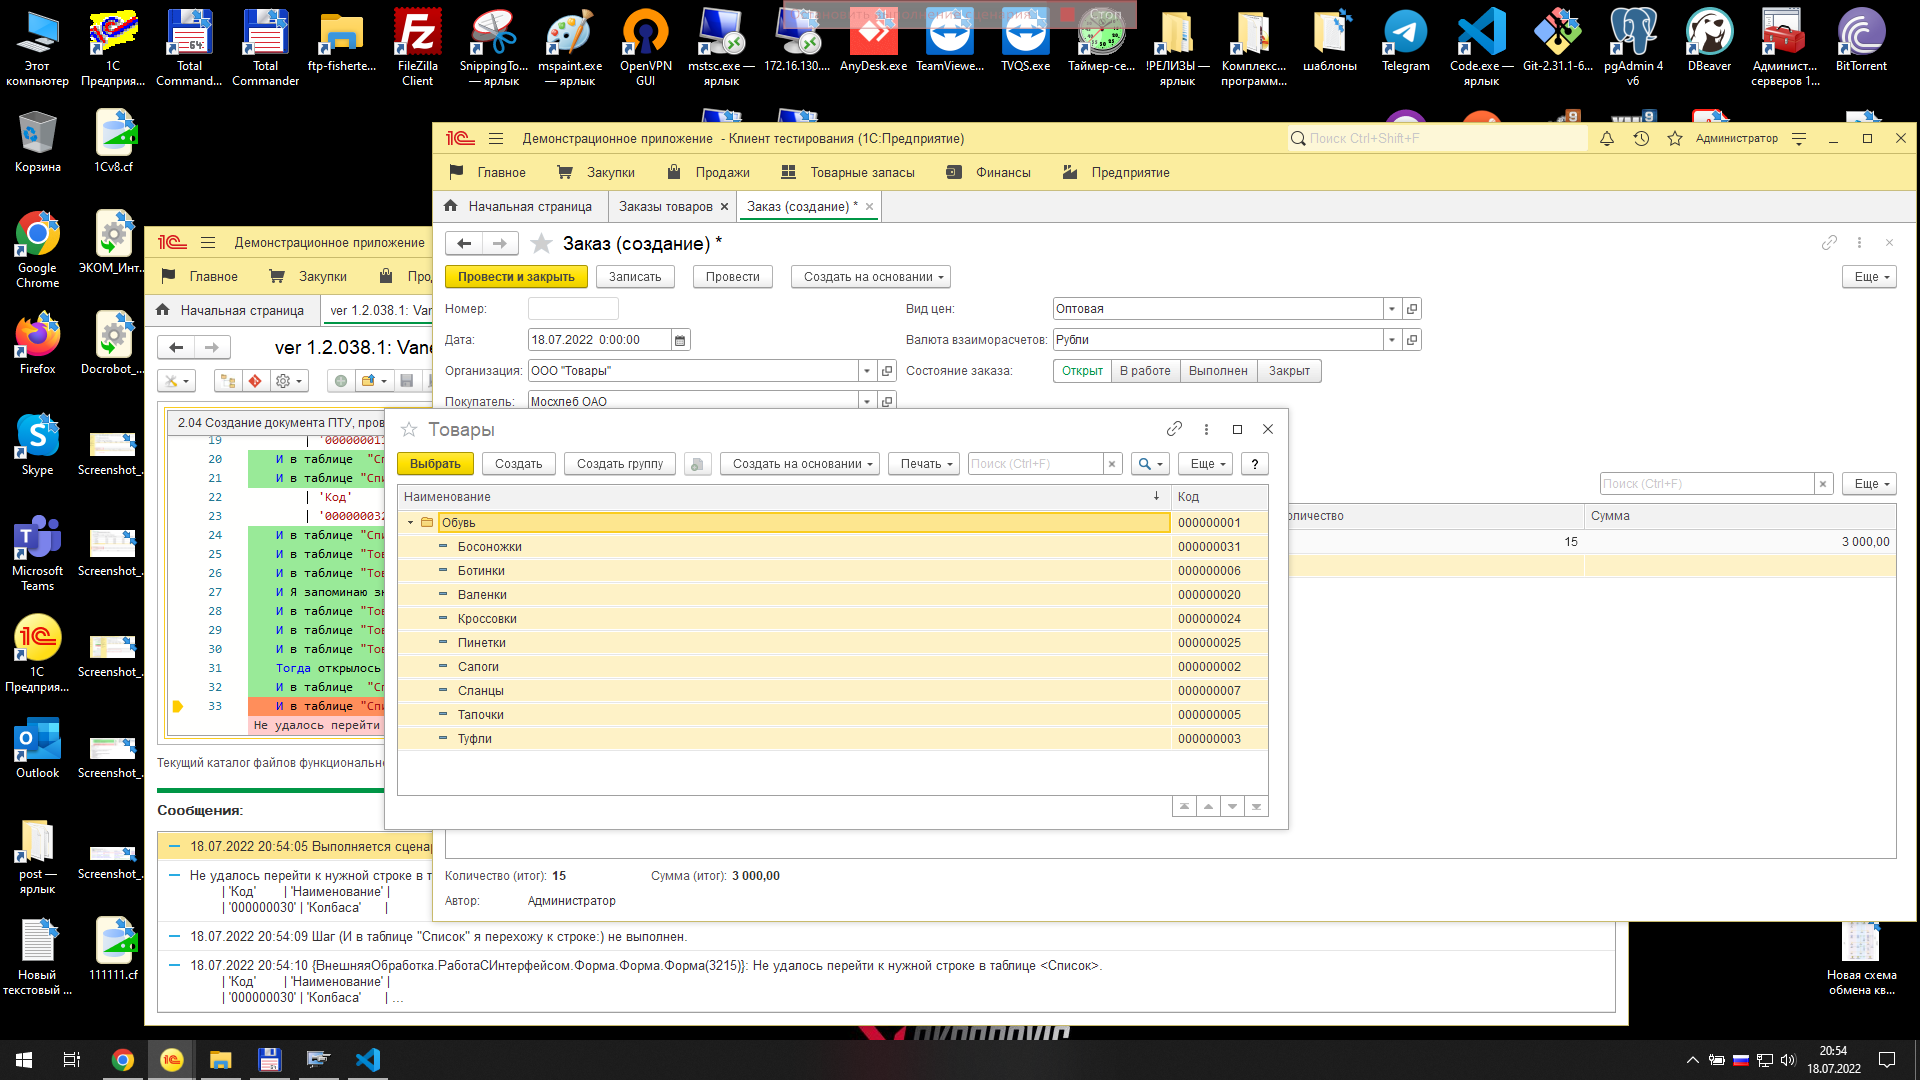 Стоп
Этот компьютер
1C Предприя...
Total Command...
Total Commander
ftp-fisherte...
FileZilla Client
SnippingTo... — ярлык
mspaint.exe — ярлык
OpenVPN GUI
mstsc.exe — ярлык
172.16.130....
AnyDesk.exe
TeamViewe...
TVQS.exe
Таймер-се...
!РЕЛИЗЫ — ярлык
Комплекс... программ...
шаблоны
Telegram
Code.exe — ярлык
Git-2.31.1-6...
pgAdmin 4 v6
DBeaver
Админист... серверов 1...
BitTorrent
Корзина
1Cv8.cf
Google Chrome
ЭКОМ_Инт...
Firefox
Docrobot_...
Skype
Screenshot_...
Microsoft Teams
Screenshot_...
1C Предприя...
Screenshot_...
Outlook
Screenshot_...
post — ярлык
Screenshot_...
Новый текстовый ...
111111.cf
Новая схема обмена кв...
Демонстрационное приложение - Клиент тестирования (1С:Предприятие)
Поиск Ctrl+Shift+F
Администратор
Главное
Закупки
Продажи
Товарные запасы
Финансы
Предприятие
Начальная страница
Заказы товаров
Заказ (создание) *
Заказ (создание) *
Провести и закрыть
Записать
Провести
Создать на основании
Еще
Номер:
Вид цен: Оптовая
Дата: 18.07.2022 0:00:00
Валюта взаиморасчетов: Рубли
Организация: ООО "Товары"
Состояние заказа: Открыт В работе Выполнен Закрыт
Покупатель: Мосхлеб ОАО
Поиск (Ctrl+F)
Еще
оличество
Сумма
15
3 000,00
Количество (итог): 15
Сумма (итог): 3 000,00
Автор: Администратор
Товары
Выбрать
Создать
Создать группу
Создать на основании
Печать
Поиск (Ctrl+F)
Еще
?
Наименование
Код
Обувь 000000001
Босоножки 000000031
Ботинки 000000006
Валенки 000000020
Кроссовки 000000024
Пинетки 000000025
Сапоги 000000002
Сланцы 000000007
Тапочки 000000005
Туфли 000000003
Демонстрационное приложение
Главное
Закупки
Про
Начальная страница
ver 1.2.038.1: Van
ver 1.2.038.1: Vane
2.04 Создание документа ПТУ, пров
19 | '00000001
20 И в таблице "Сп
21 И в таблице "Спи
22 | 'Код'
23 | '000000032
24 И в таблице "Спи
25 И в таблице "Тов
26 И в таблице "Тов
27 И Я запоминаю зн
28 И в таблице "Тов
29 И в таблице "Тов
30 И в таблице "Тов
31 Тогда открылось
32 И в таблице "Сп
33 И в таблице "Спи
Не удалось перейти
Текущий каталог файлов функциональн
Сообщения:
18.07.2022 20:54:05 Выполняется сценар
Не удалось перейти к нужной строке в т
| 'Код' | 'Наименование' |
| '000000030' | 'Колбаса' |
18.07.2022 20:54:09 Шаг (И в таблице "Список" я перехожу к строке:) не выполнен.
18.07.2022 20:54:10 {ВнешняяОбработка.РаботаСИнтерфейсом.Форма.Форма.Форма(3215)}: Не удалось перейти к нужной строке в таблице <Список>.
| 'Код' | 'Наименование' |
| '000000030' | 'Колбаса' | ...
20:54
18.07.2022